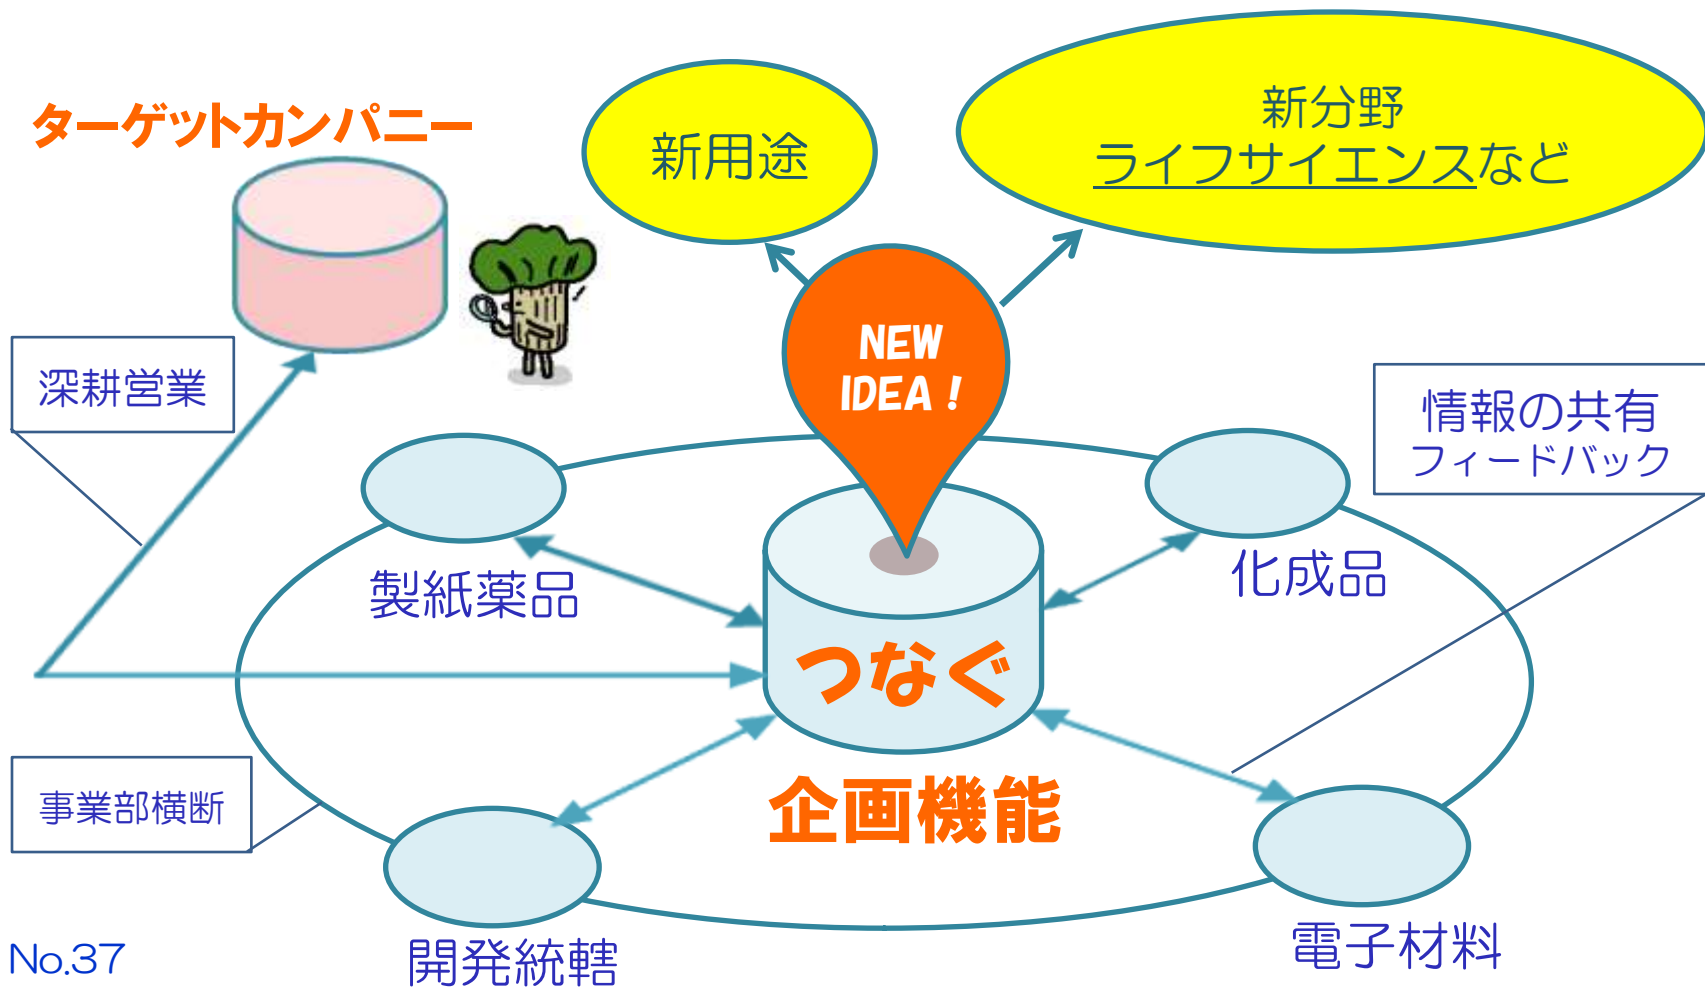 ターゲットカンパニー
新用途
新分野
ライフサイエンスなど
深耕営業
NEW
IDEA!
情報の共有
フィードバック
製紙薬品
化成品
つなぐ
企画機能
事業部横断
開発統轄
電子材料
No.37